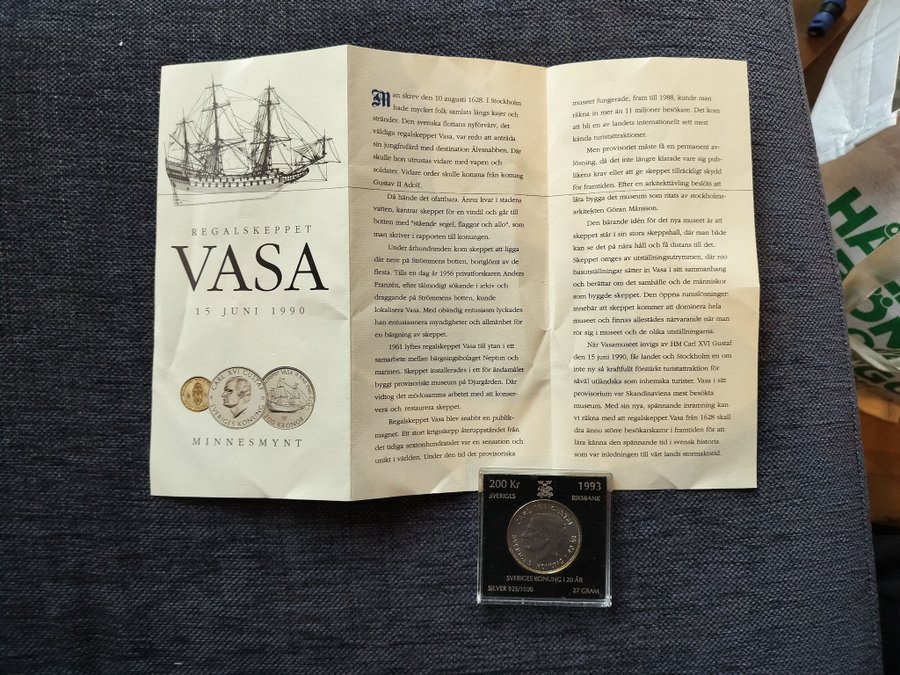 REGALSKEPPET
VASA
15 JUNI 1990
CARL XVI GUSTAF
SVERIGES KONUNG
MINNESMYNT
Man skrev den 10 augusti 1628. I Stockholm
hade mycket folk samlats längs kajer och
stränder. Den svenska flottans nyförvärv, det
väldiga regalskeppet Vasa, var redo att anträda
sin jungfrufärd med destination Älvsnabben. Där
skulle hon utrustas vidare med vapen och
soldater. Vidare order skulle komma från konung
Gustav II Adolf.
Då hände det ofattbara. Ännu kvar i stadens
vatten, kantrar skeppet för en vindil och går till
botten med "stående segel, flaggor och allo", som
man skriver i rapporten till konungen.
Under århundranden kom skeppet att ligga
där nere på Strömmens botten, bortglömt av de
flesta. Tills en dag år 1956 privatforskaren Anders
Franzén, efter tålmodigt sökande i arkiv och
draggande på Strömmens botten, kunde
lokalisera Vasa. Med obändig entusiasm lyckades
han entusiasmera myndigheter och allmänhet för
en bärgning av skeppet.
1961 lyftes regalskeppet Vasa till ytan i ett
samarbete mellan bärgningsbolaget Neptun och
marinen. Skeppet installerades i ett för ändamålet
byggt provisoriskt museum på Djurgården. Där
vidtog det mödosamma arbetet med att konser-
vera och restaurera skeppet.
Regalskeppet Vasa blev snabbt en publik-
magnet. Ett stort krigsskepp återuppståndet från
det tidiga sextonhundratalet var en sensation och
unikt i världen. Under den tid det provisoriska
museet fungerade, fram till 1988, kunde man
räkna in mer än 11 miljoner besökare. Det kom
att bli en av landets internationellt sett mest
kända turistattraktioner.
Men provisoriet måste få en permanent av-
lösning, då det inte längre klarade vare sig pub-
likens krav eller att ge skeppet tillräckligt skydd
för framtiden. Efter en arkitekttävling beslöts att
låta bygga det museum som ritats av stockholms-
arkitekten Göran Månsson.
Den bärande idén för det nya museet är att
skeppet står i sin stora skeppshall, där man både
kan se det på nära håll och få distans till det.
Skeppet omges av utställningsutrymmen, där nio
basutställningar sätter in Vasa i sitt sammanhang
och berättar om det samhälle och de människor
som byggde skeppet. Den öppna rumslösningen
innebär att skeppet kommer att dominera hela
museet och finnas allestädes närvarande när man
rör sig i museet och de olika utställningarna.
När Vasamuseet invigs av HM Carl XVI Gustaf
den 15 juni 1990, får landet och Stockholm en om
inte ny så kraftfullt förstärkt turistattraktion för
såväl utländska som inhemska turister. Vasa i sitt
provisorium var Skandinaviens mest besökta
museum. Med sin nya, spännande inramning kan
vi räkna med att regalskeppet Vasa från 1628 skall
dra ännu större besökarskaror i framtiden för att
lära känna den spännande tid i svensk historia
som var inledningen till vårt lands stormaktstid.
200 Kr 1993
SVERIGES RIKSBANK
CARL XVI GUSTAF
SVERIGES KONUNG
SVERIGES KONUNG I 20 ÅR
SILVER 925/1000 27 GRAM